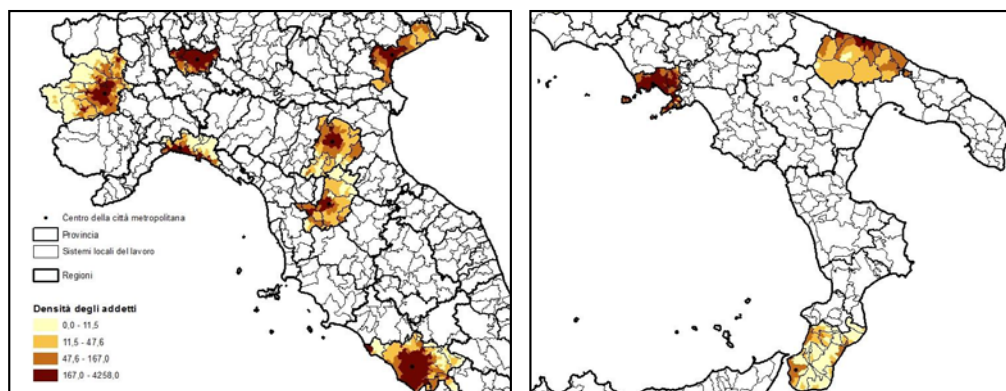 Centro della città metropolitana
Provincia
Sistemi locali del lavoro
Regioni
Densità degli addetti
0,0 - 11,5
11,5 - 47,6
47,6 - 167,0
167,0 - 4258,0